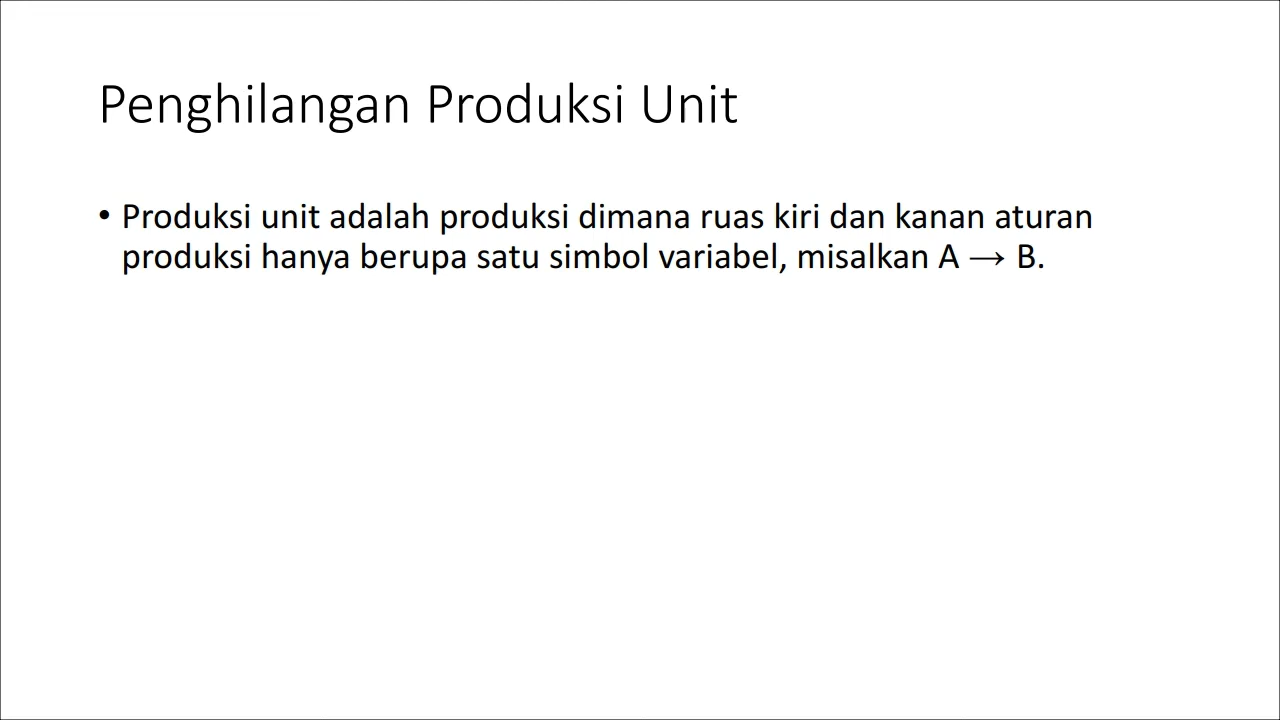 Penghilangan Produksi Unit
• Produksi unit adalah produksi dimana ruas kiri dan kanan aturan
produksi hanya berupa satu simbol variabel, misalkan A → B.